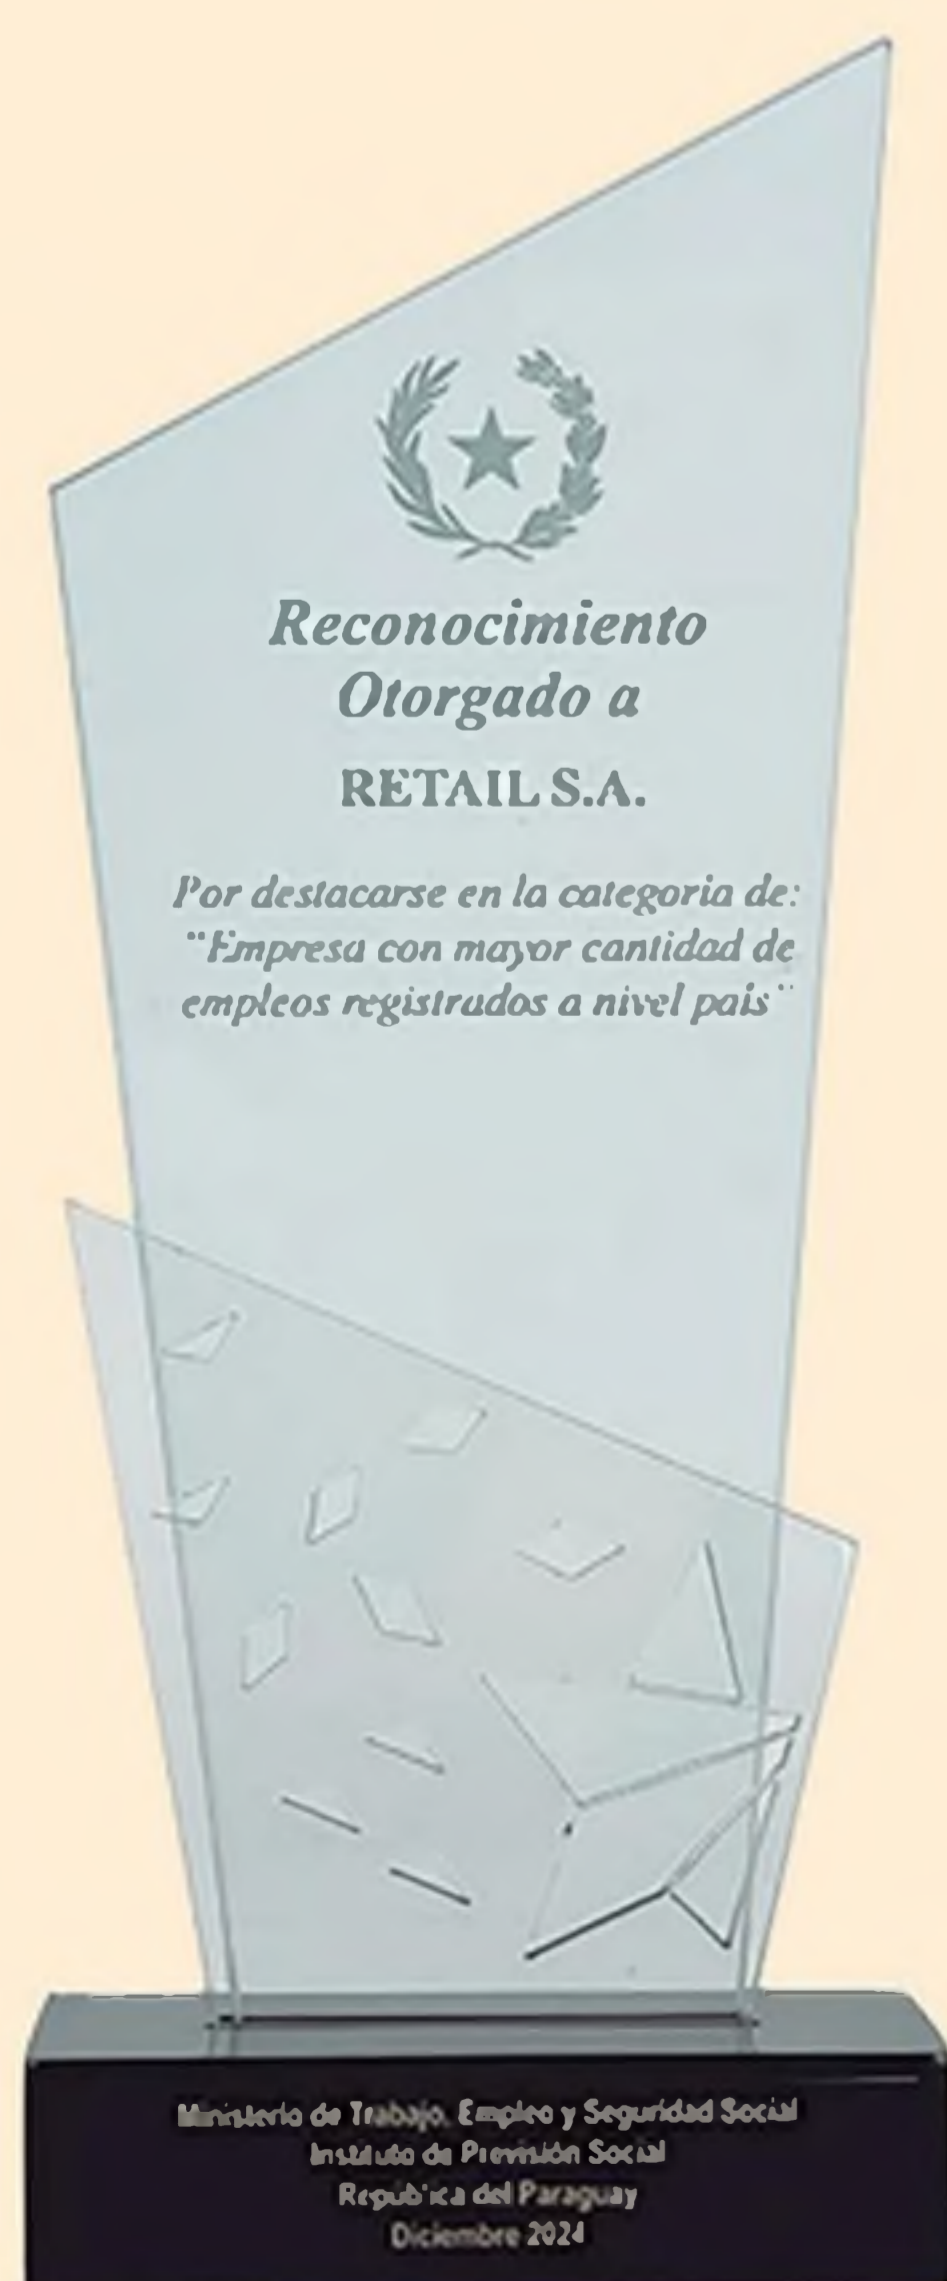 Reconocimiento
Otorgado a
RETAIL S.A.
Por destacarse en la categoria de:
¨Empresa con mayor cantidad de
empleos registrados a nivel país¨
Ministerio de Trabajo, Empleo y Seguridad Social
Instituto de Previsión Social
República del Paraguay
Diciembre 2024